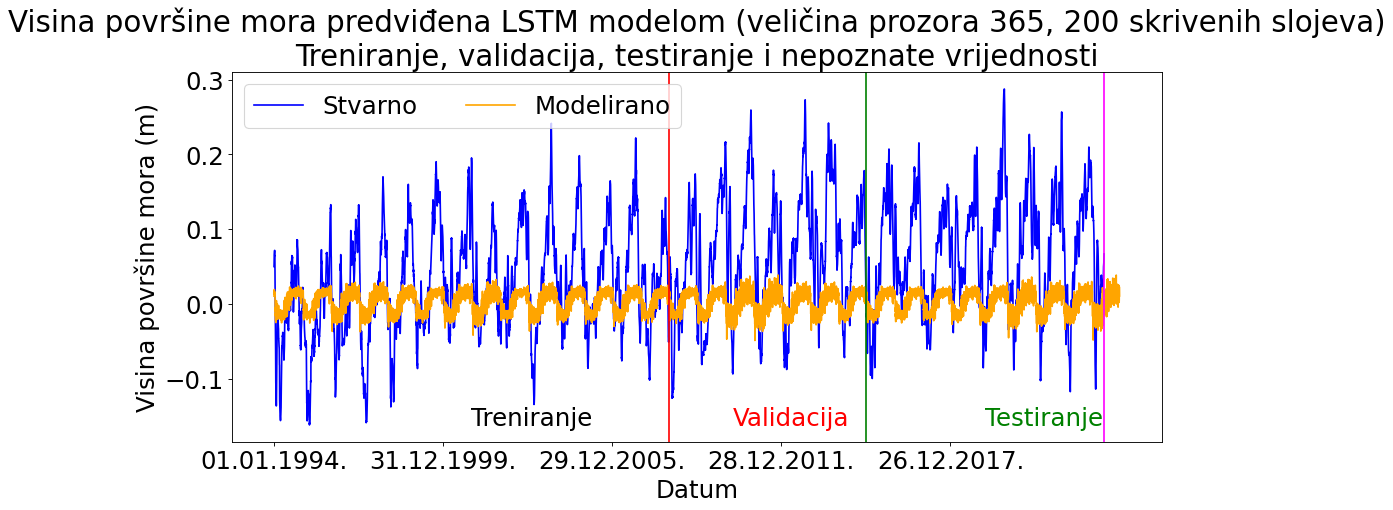 Visina površine mora predviđena LSTM modelom (veličina prozora 365, 200 skrivenih slojeva)
Treniranje, validacija, testiranje i nepoznate vrijednosti
Stvarno
Modelirano
Visina površine mora (m)
0.3
0.2
0.1
0.0
−0.1
Treniranje
Validacija
Testiranje
01.01.1994.
31.12.1999.
29.12.2005.
28.12.2011.
26.12.2017.
Datum